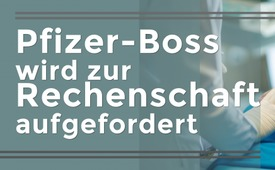 Pfizer-Boss
wird zur
Rechenschaft
aufgefordert